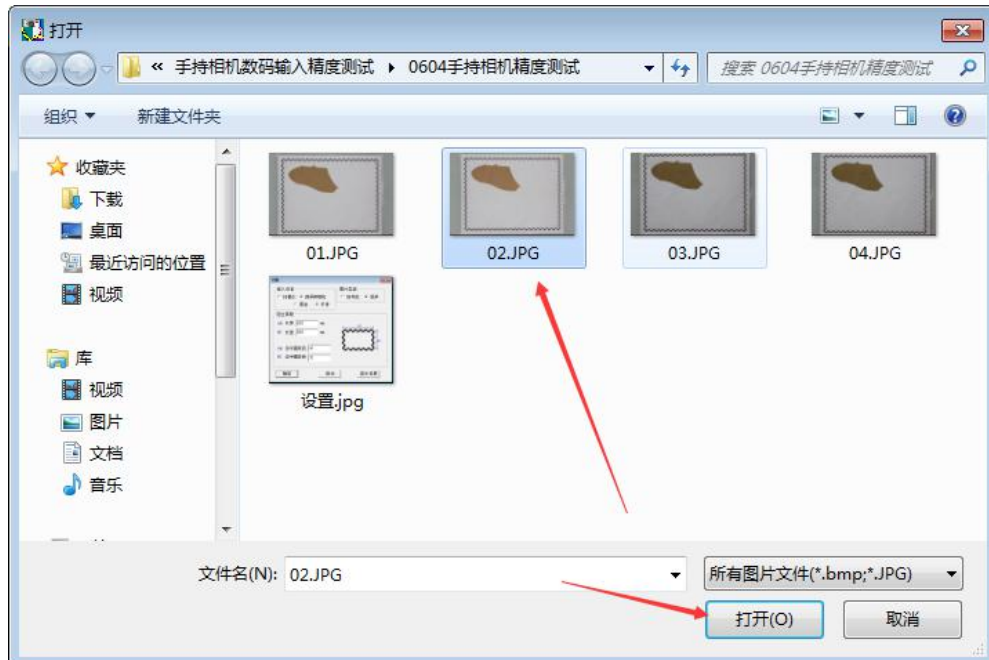 打开
« 手持相机数码输入精度测试 ▸ 0604手持相机精度测试
搜索 0604手持相机精度测试
组织
新建文件夹
收藏夹
下载
桌面
最近访问的位置
视频
库
视频
图片
文档
音乐
01.JPG
02.JPG
03.JPG
04.JPG
设置.jpg
文件名(N): 02.JPG
所有图片文件(*.bmp;*.JPG)
打开(O)
取消